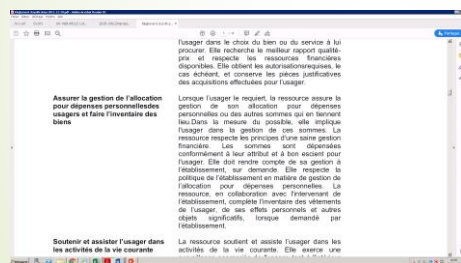 l'usager dans le choix du bien ou du service à lui
procurer. Elle recherche le meilleur rapport qualité-
prix et respecte les ressources financières
disponibles. Elle obtient les autorisationsrequises, le
cas échéant, et conserve les pièces justificatives
des acquisitions effectuées pour l'usager.
Assurer la gestion de l'allocation
pour dépenses personnellesdes
usagers et faire l'inventaire des
biens
Lorsque l'usager le requiert, la ressource assure la
gestion de son allocation pour dépenses
personnelles ou des autres sommes qui en tiennent
lieu.Dans la mesure du possible, elle implique
l'usager dans la gestion de ces sommes. La
ressource respecte les principes d'une saine gestion
financière. Les sommes sont dépensées
conformément à leur attribut et à bon escient pour
l'usager. Elle doit rendre compte de sa gestion à
l'établissement, sur demande. Elle respecte la
politique de l'établissement en matière de gestion de
l'allocation pour dépenses personnelles. La
ressource, en collaboration avec l'intervenant de
l'établissement, complète l'inventaire des vêtements
de l'usager, de ses effets personnels et autres
objets significatifs, lorsque demandé par
l'établissement.
Soutenir et assister l'usager dans
les activités de la vie courante
La ressource soutient et assiste l'usager dans les
activités de la vie courante. Elle exerce une